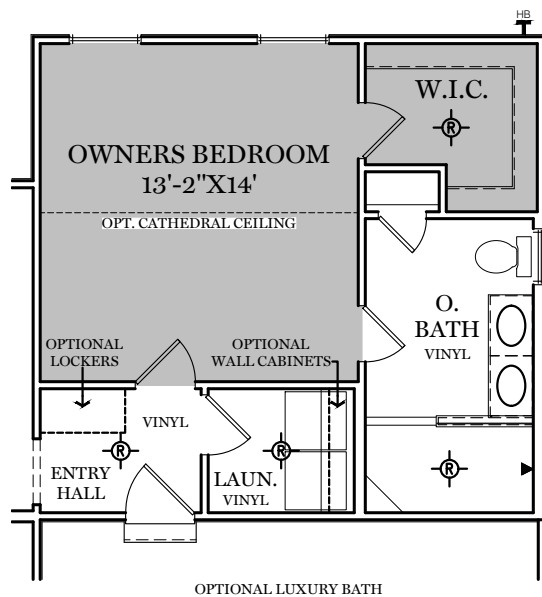 HB
W.I.C.
R
OWNERS BEDROOM
13'-2"X14'
OPT. CATHEDRAL CEILING
O.
BATH
VINYL
OPTIONAL
LOCKERS
OPTIONAL
WALL CABINETS
VINYL
R
ENTRY
HALL
R
LAUN.
VINYL
R
OPTIONAL LUXURY BATH